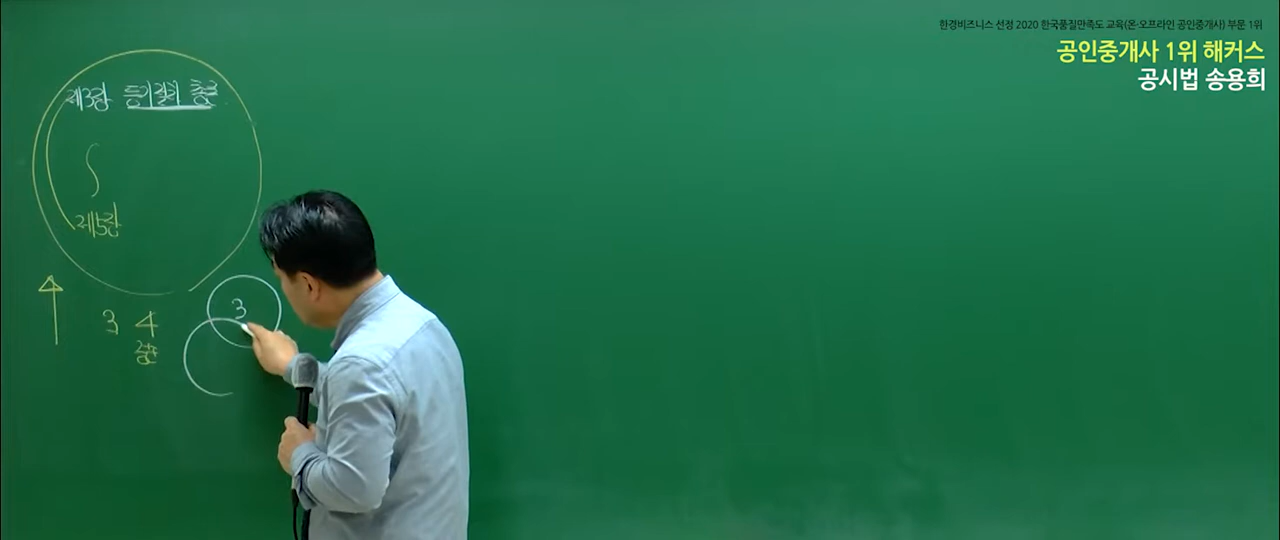 한경비즈니스 선정 2020 한국품질만족도 교육(온·오프라인 공인중개사) 부문 1위
공인중개사 1위 해커스
공시법 송용희
제3장 등기절차 총론
제5장
3 4
3